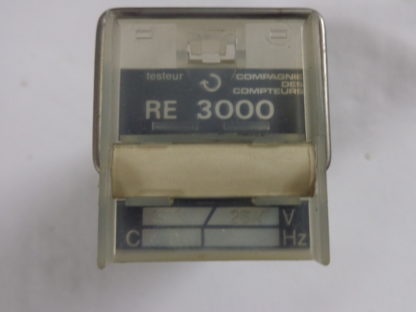 testeur
COMPAGNIE
DES
COMPTEURS
RE 3000
/ V
C Hz